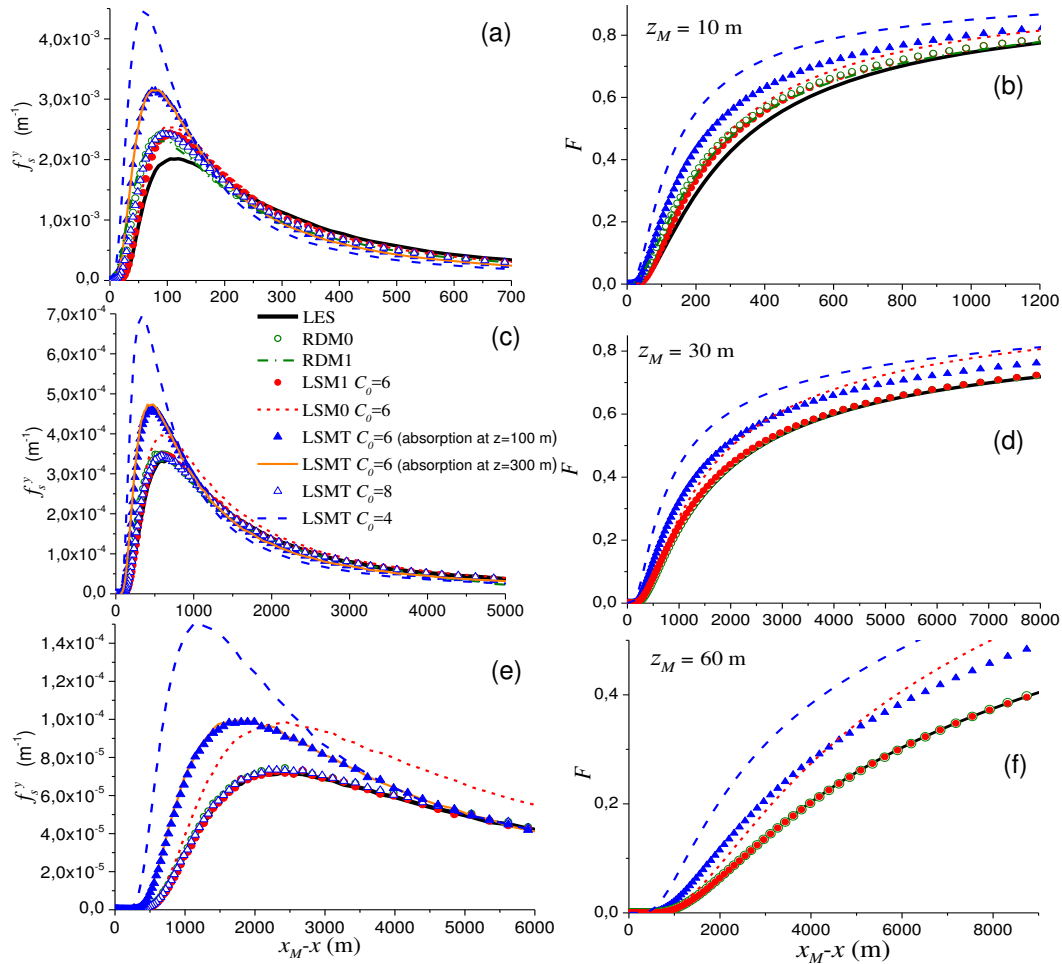 4,0x10⁻³
3,0x10⁻³
2,0x10⁻³
1,0x10⁻³
0,0
f_s^y (m⁻¹)
(a)
0 100 200 300 400 500 600 700
0,8
0,6
0,4
0,2
0,0
F
z_M = 10 m
(b)
0 200 400 600 800 1000 1200
7,0x10⁻⁴
6,0x10⁻⁴
5,0x10⁻⁴
4,0x10⁻⁴
3,0x10⁻⁴
2,0x10⁻⁴
1,0x10⁻⁴
0,0
f_s^y (m⁻¹)
(c)
LES
RDM0
RDM1
LSM1 C₀=6
LSM0 C₀=6
LSMT C₀=6 (absorption at z=100 m)
LSMT C₀=6 (absorption at z=300 m)
LSMT C₀=8
LSMT C₀=4
0 1000 2000 3000 4000 5000
0,8
0,6
0,4
0,2
0,0
F
z_M = 30 m
(d)
0 1000 2000 3000 4000 5000 6000 7000 8000
1,4x10⁻⁴
1,2x10⁻⁴
1,0x10⁻⁴
8,0x10⁻⁵
6,0x10⁻⁵
4,0x10⁻⁵
2,0x10⁻⁵
0,0
f_s^y (m⁻¹)
(e)
0 1000 2000 3000 4000 5000 6000
x_M-x (m)
0,4
0,2
0,0
F
z_M = 60 m
(f)
0 2000 4000 6000 8000
x_M-x (m)